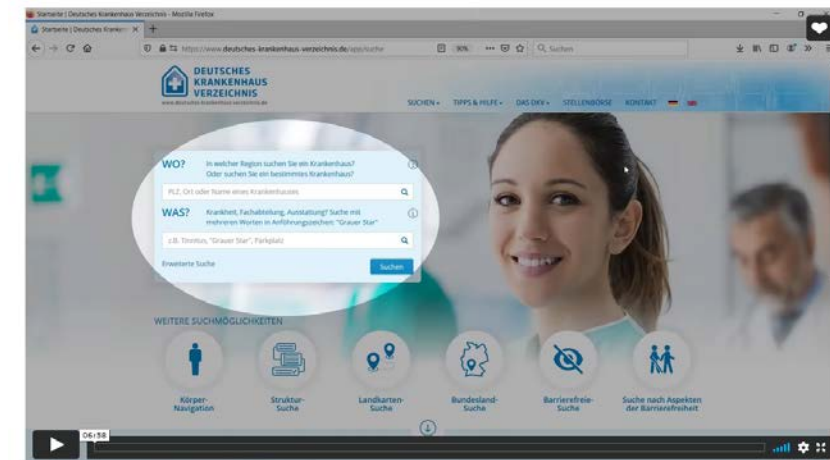 Startseite | Deutsches Krankenhaus Verzeichnis - Mozilla Firefox
Startseite | Deutsches Kranken
https://www.deutsches-krankenhaus-verzeichnis.de/app/suche
90%
Suchen
DEUTSCHES
KRANKENHAUS
VERZEICHNIS
www.deutsches-krankenhaus-verzeichnis.de
SUCHEN TIPPS & HILFE DAS DKV STELLENBÖRSE KONTAKT
WO? In welcher Region suchen Sie ein Krankenhaus?
Oder suchen Sie ein bestimmtes Krankenhaus?
PLZ, Ort oder Name eines Krankenhauses
WAS? Krankheit, Fachabteilung, Ausstattung? Suche mit
mehreren Worten in Anführungszeichen: "Grauer Star"
z.B. Tinnitus, "Grauer Star", Parkplatz
Erweiterte Suche Suchen
WEITERE SUCHMÖGLICHKEITEN
Körper- Struktur- Landkarten- Bundesland- Barrierefreie- Suche nach Aspekten
Navigation Suche Suche Suche Suche der Barrierefreiheit
06:58